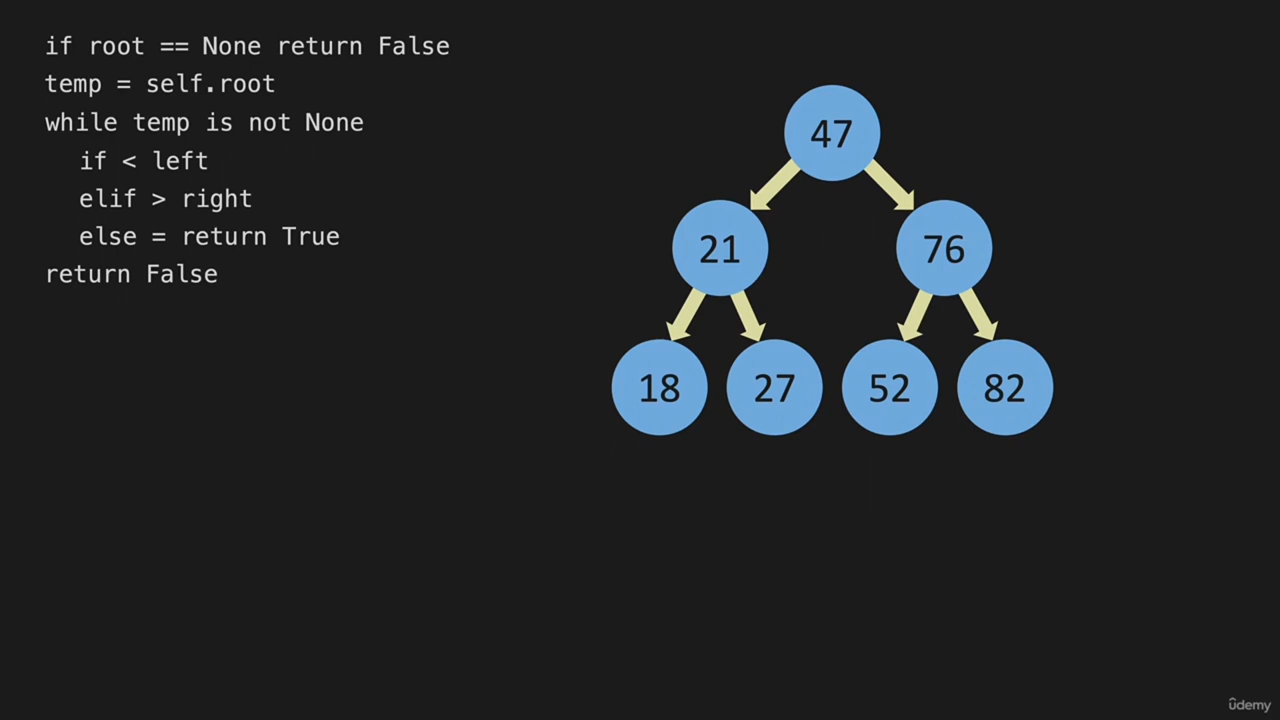 if root == None return False
temp = self.root
while temp is not None
if < left
elif > right
else = return True
return False
47
21
76
18
27
52
82
ûdemy